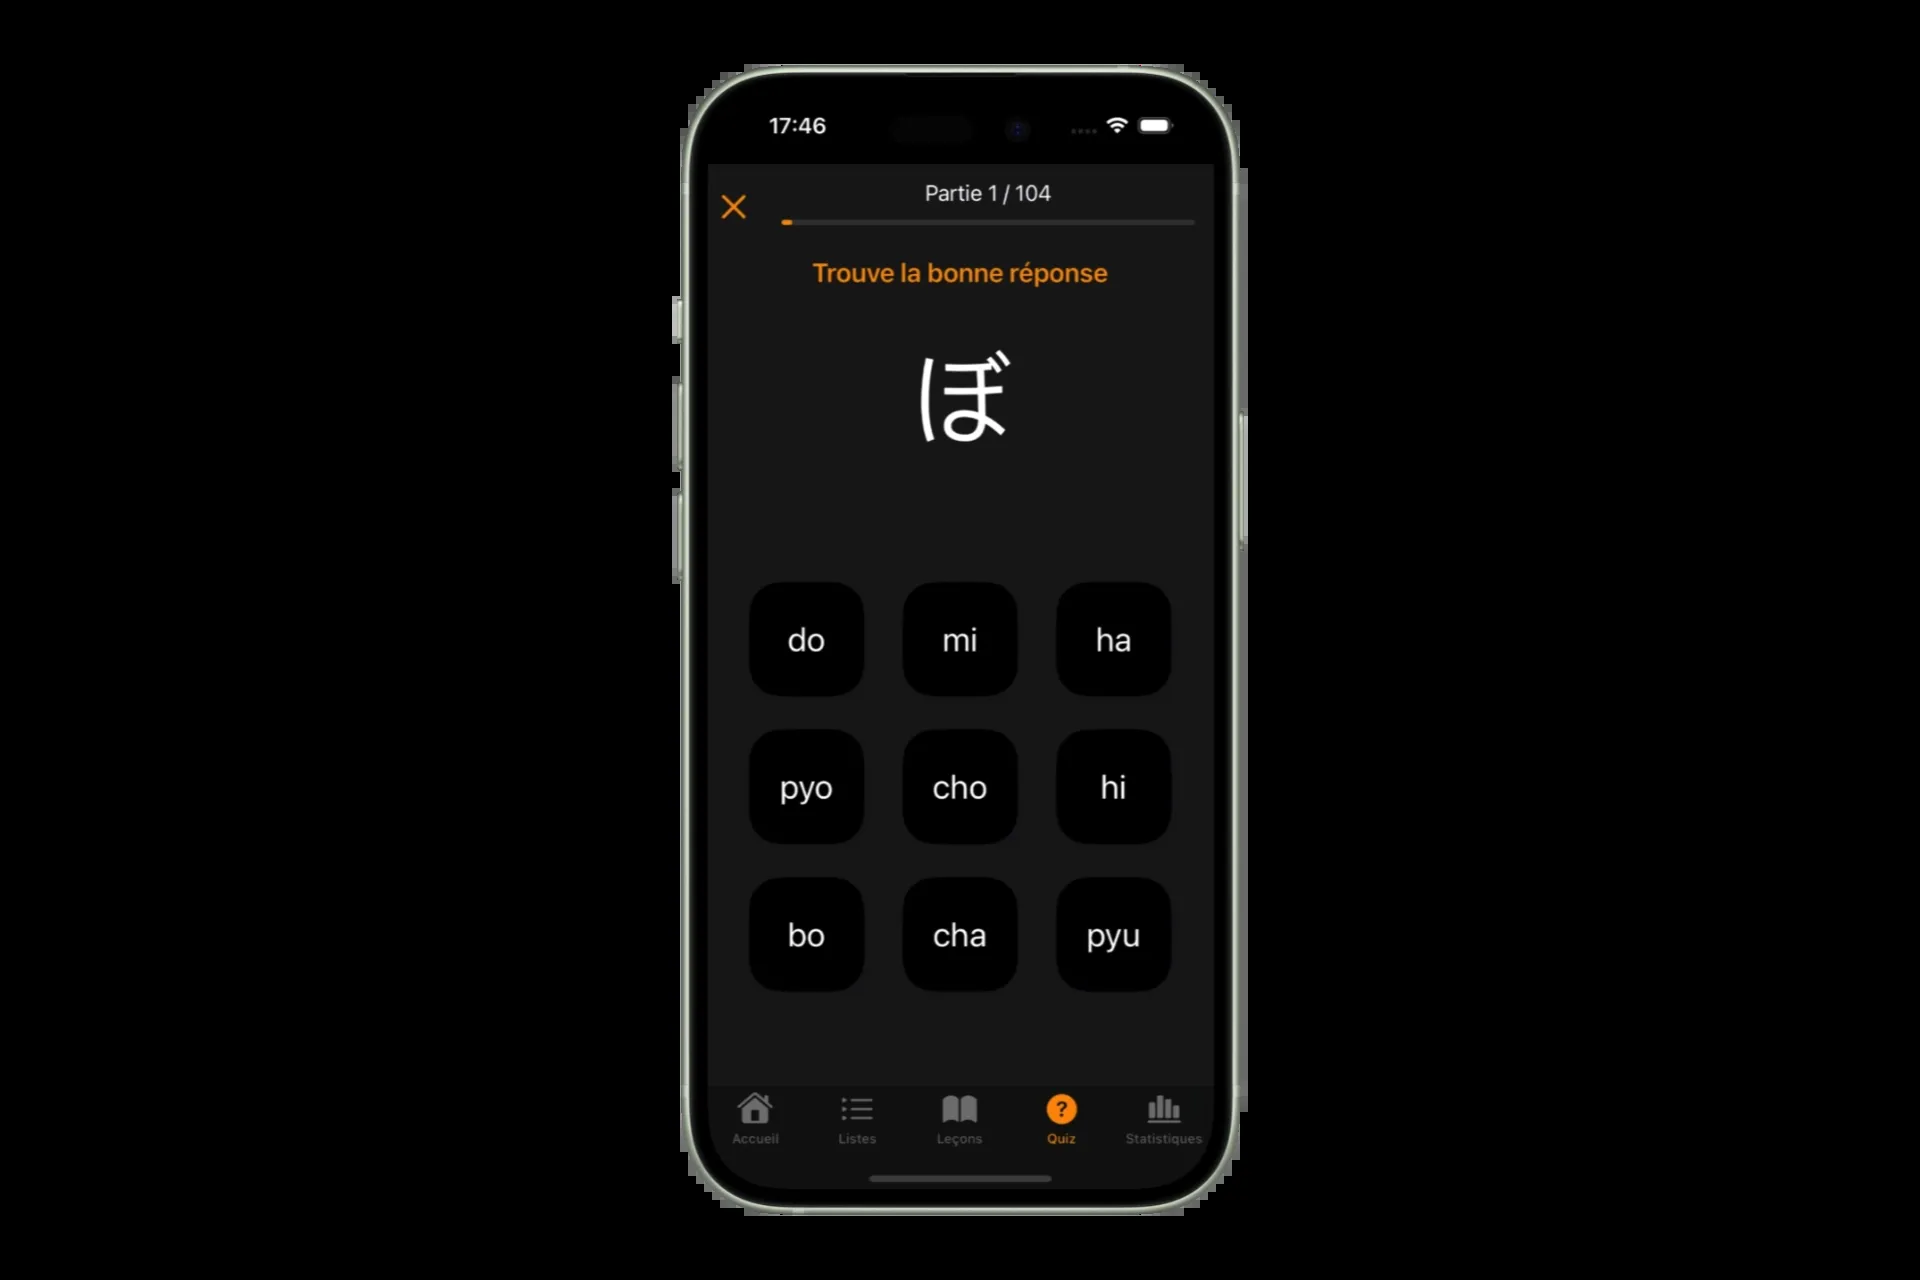 17:46
Partie 1 / 104
Trouve la bonne réponse
ぼ
do mi ha
pyo cho hi
bo cha pyu
?
Accueil Listes Leçons Quiz Statistiques